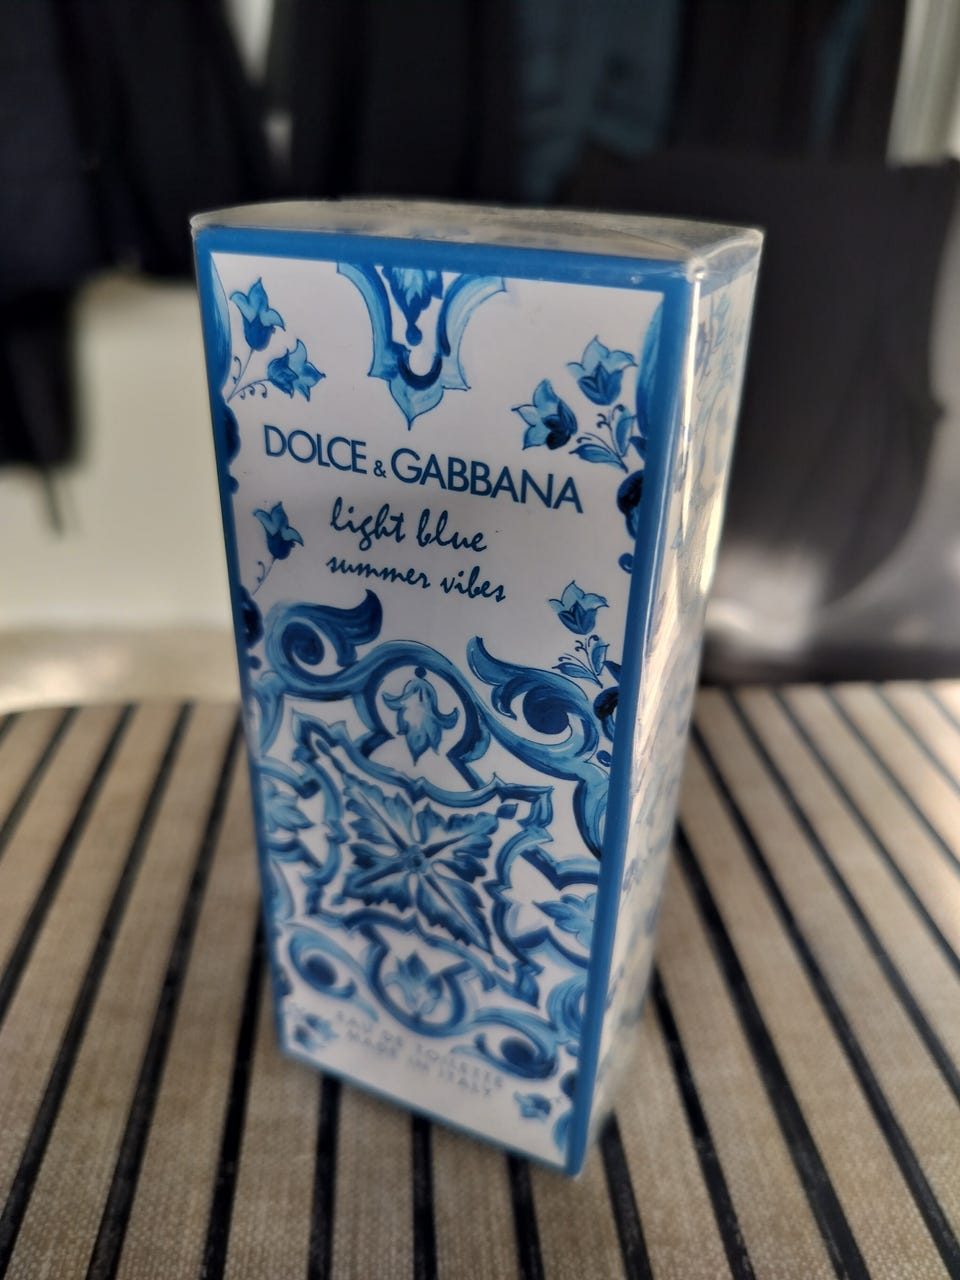 DOLCE & GABBANA
light blue
summer vibes
EAU DE TOILETTE
MADE IN ITALY